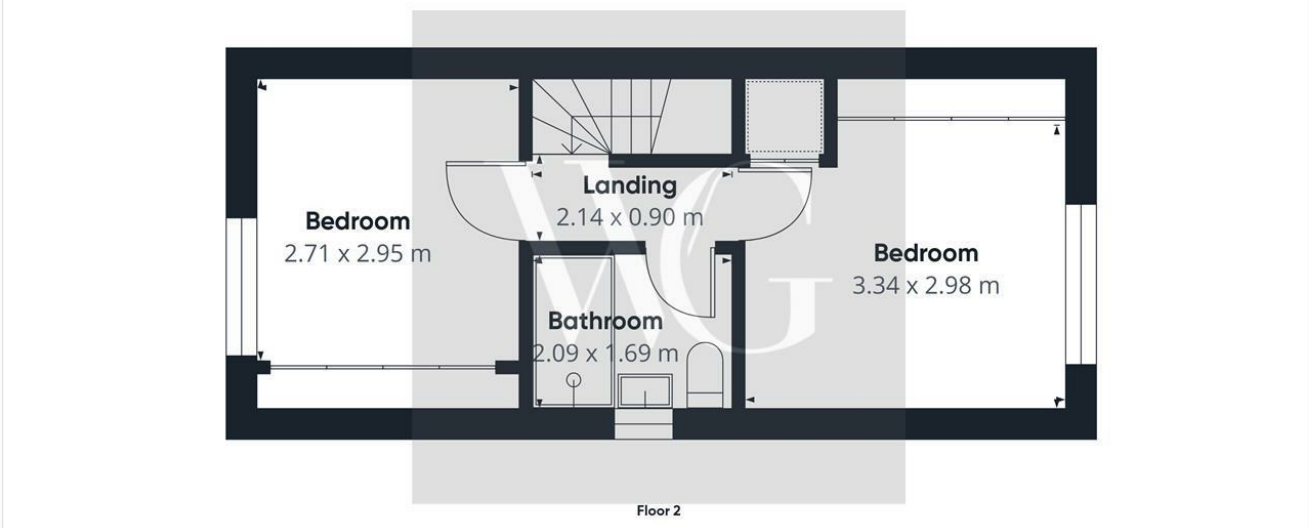 Landing
2.14 x 0.90 m
Bedroom
2.71 x 2.95 m
Bedroom
3.34 x 2.98 m
Bathroom
2.09 x 1.69 m
WG
Floor 2